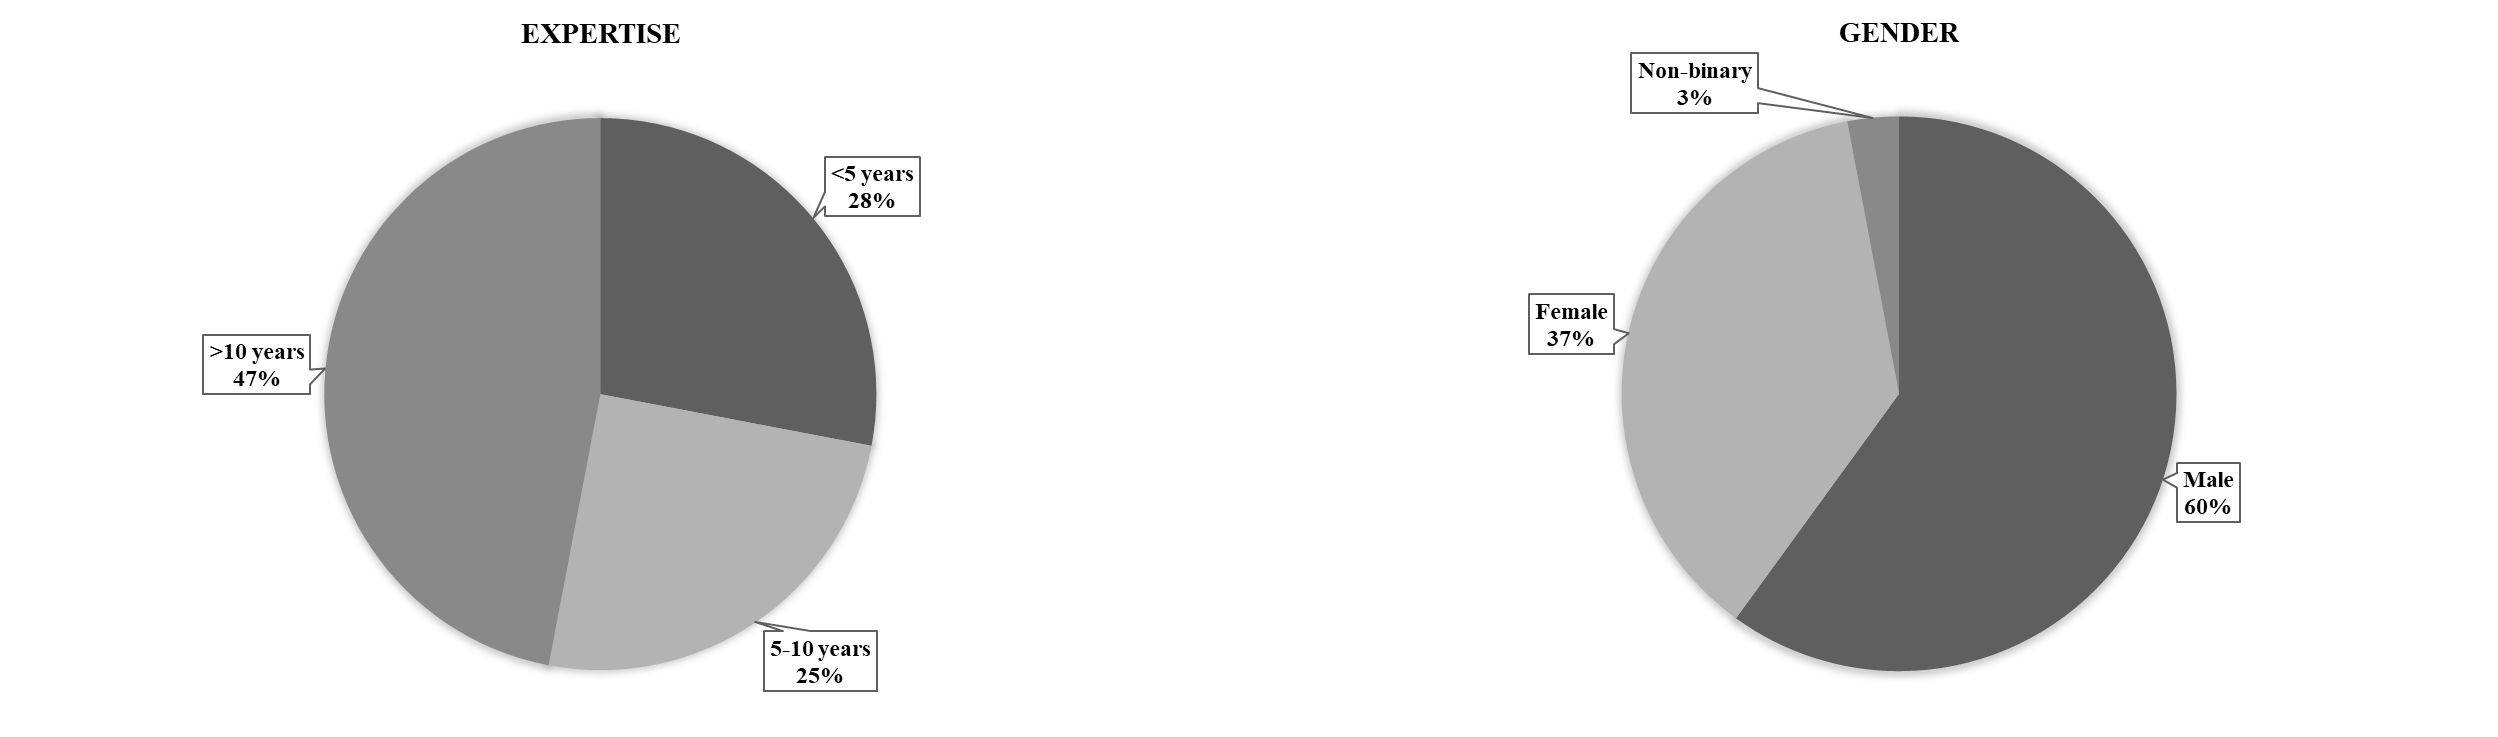 EXPERTISE
<5 years
28%
>10 years
47%
5-10 years
25%
GENDER
Non-binary
3%
Female
37%
Male
60%